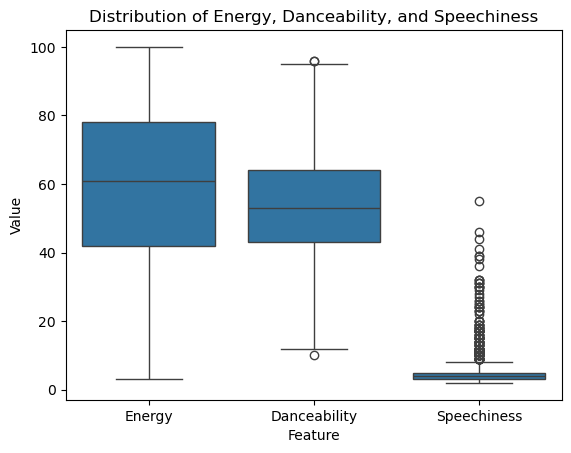 Distribution of Energy, Danceability, and Speechiness
100
80
60
40
20
0
Value
Energy
Danceability
Speechiness
Feature